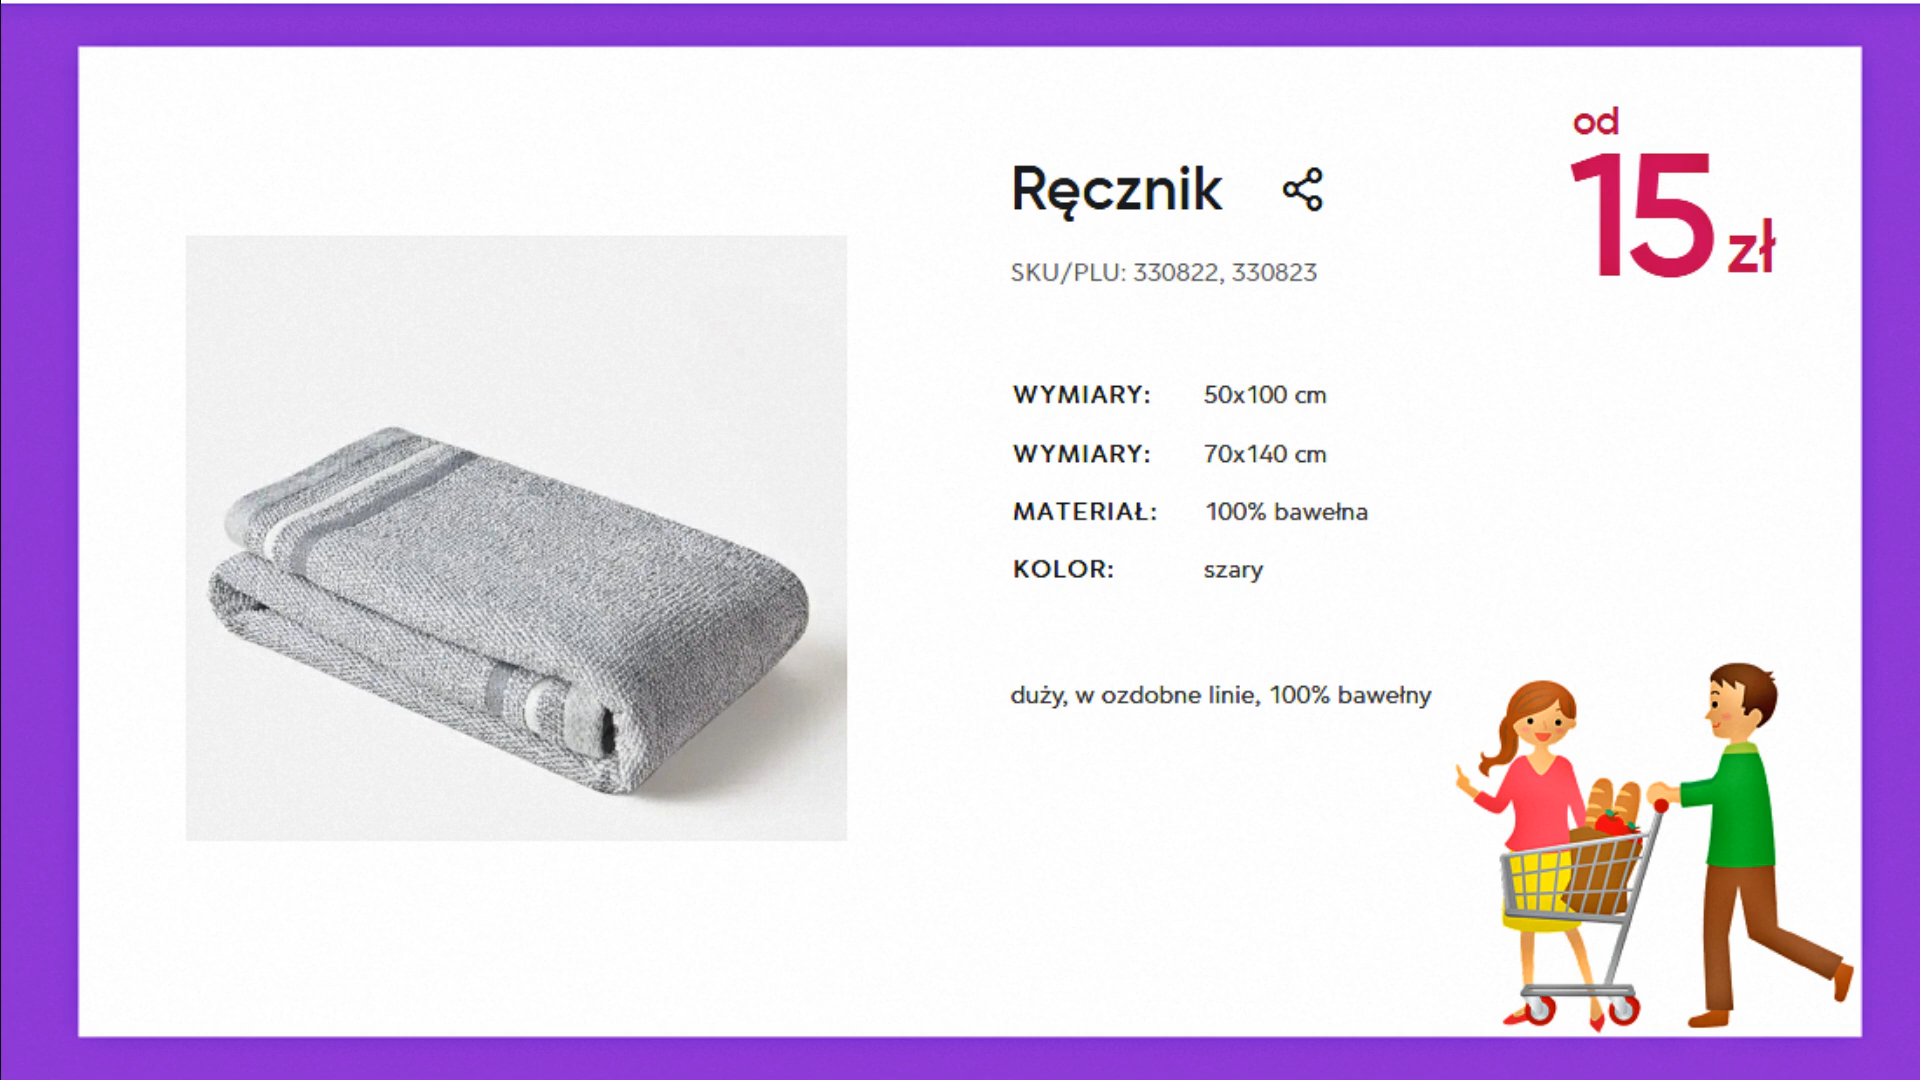 od
15 zł
Ręcznik
SKU/PLU: 330822, 330823
WYMIARY: 50x100 cm
WYMIARY: 70x140 cm
MATERIAŁ: 100% bawełna
KOLOR: szary
duży, w ozdobne linie, 100% bawełny